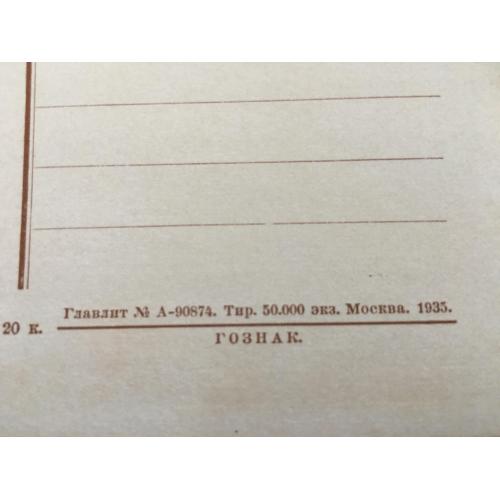 Главлит № А-90874. Тир. 50.000 экз. Москва. 1935.
20 к.
ГОЗНАК.